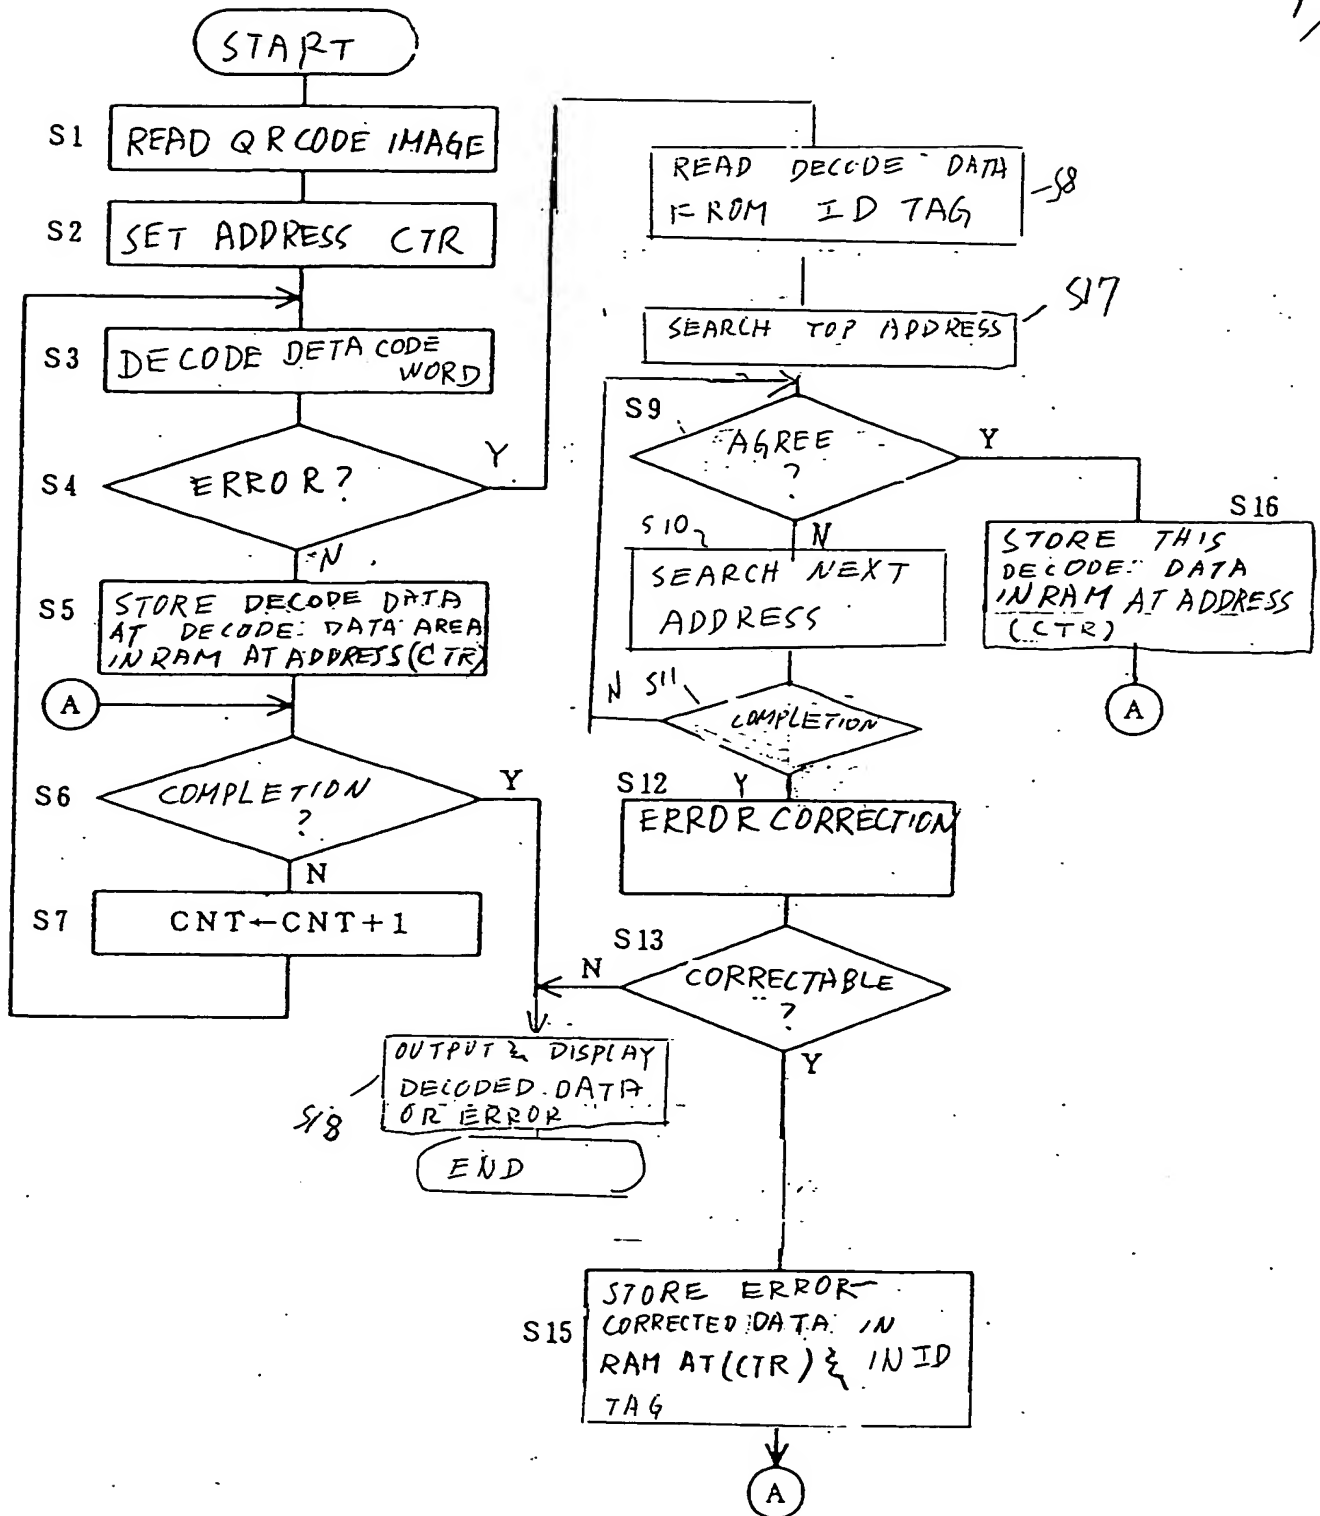 START
S1
READ QR CODE IMAGE
S2
SET ADDRESS CTR
S3
DECODE DETA CODE
WORD
S4
ERROR?
Y
N
S5
STORE DECODE DATA
AT DECODE DATA AREA
IN RAM AT ADDRESS (CTR)
A
S6
COMPLETION
?
Y
N
S7
CNT←CNT+1
READ DECODE DATA
FROM ID TAG
S8
S17
SEARCH TOP ADDRESS
S9
AGREE
?
Y
N
S16
STORE THIS
DECODE DATA
IN RAM AT ADDRESS
(CTR)
A
S10
SEARCH NEXT
ADDRESS
N
S11
COMPLETION
Y
S12
ERROR CORRECTION
S13
CORRECTABLE
?
N
Y
OUTPUT & DISPLAY
DECODED DATA
OR ERROR
S18
END
S15
STORE ERROR-
CORRECTED DATA IN
RAM AT (CTR) & IN ID
TAG
A